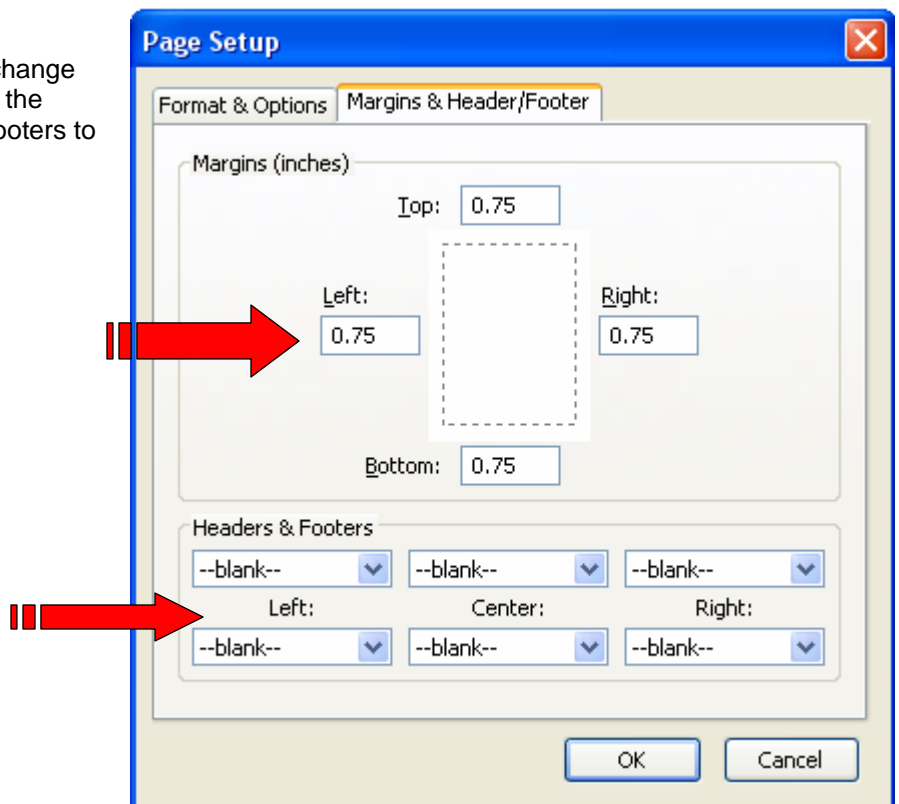 Page Setup
change
the
ooters to
Format & Options Margins & Header/Footer
Margins (inches)
Top: 0.75
Left: Right:
0.75 0.75
Bottom: 0.75
Headers & Footers
--blank-- --blank-- --blank--
Left: Center: Right:
--blank-- --blank-- --blank--
OK Cancel